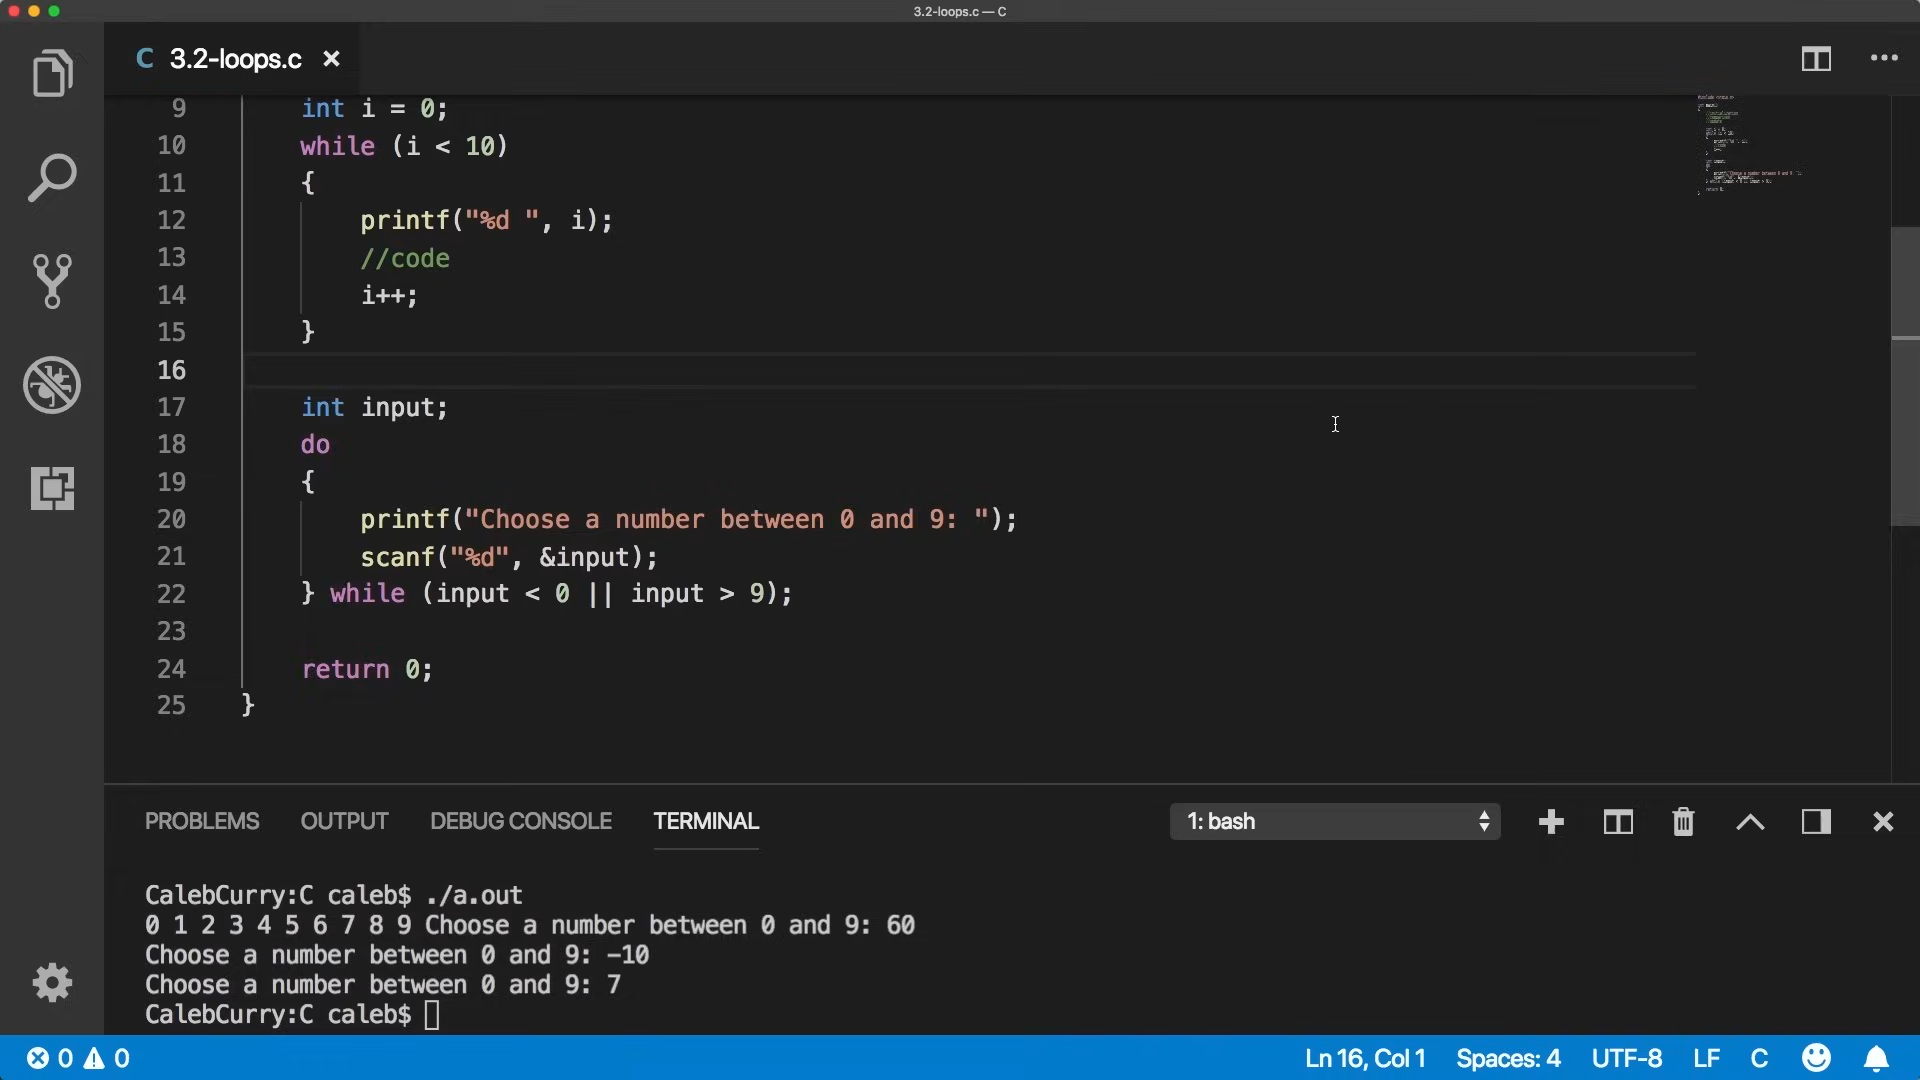 3.2-loops.c — C
C 3.2-loops.c
9 int i = 0;
10 while (i < 10)
11 {
12 printf("%d ", i);
13 //code
14 i++;
15 }
16
17 int input;
18 do
19 {
20 printf("Choose a number between 0 and 9: ");
21 scanf("%d", &input);
22 } while (input < 0 || input > 9);
23
24 return 0;
25 }
PROBLEMS OUTPUT DEBUG CONSOLE TERMINAL 1: bash
CalebCurry:C caleb$ ./a.out
0 1 2 3 4 5 6 7 8 9 Choose a number between 0 and 9: 60
Choose a number between 0 and 9: -10
Choose a number between 0 and 9: 7
CalebCurry:C caleb$
0 0 Ln 16, Col 1 Spaces: 4 UTF-8 LF C